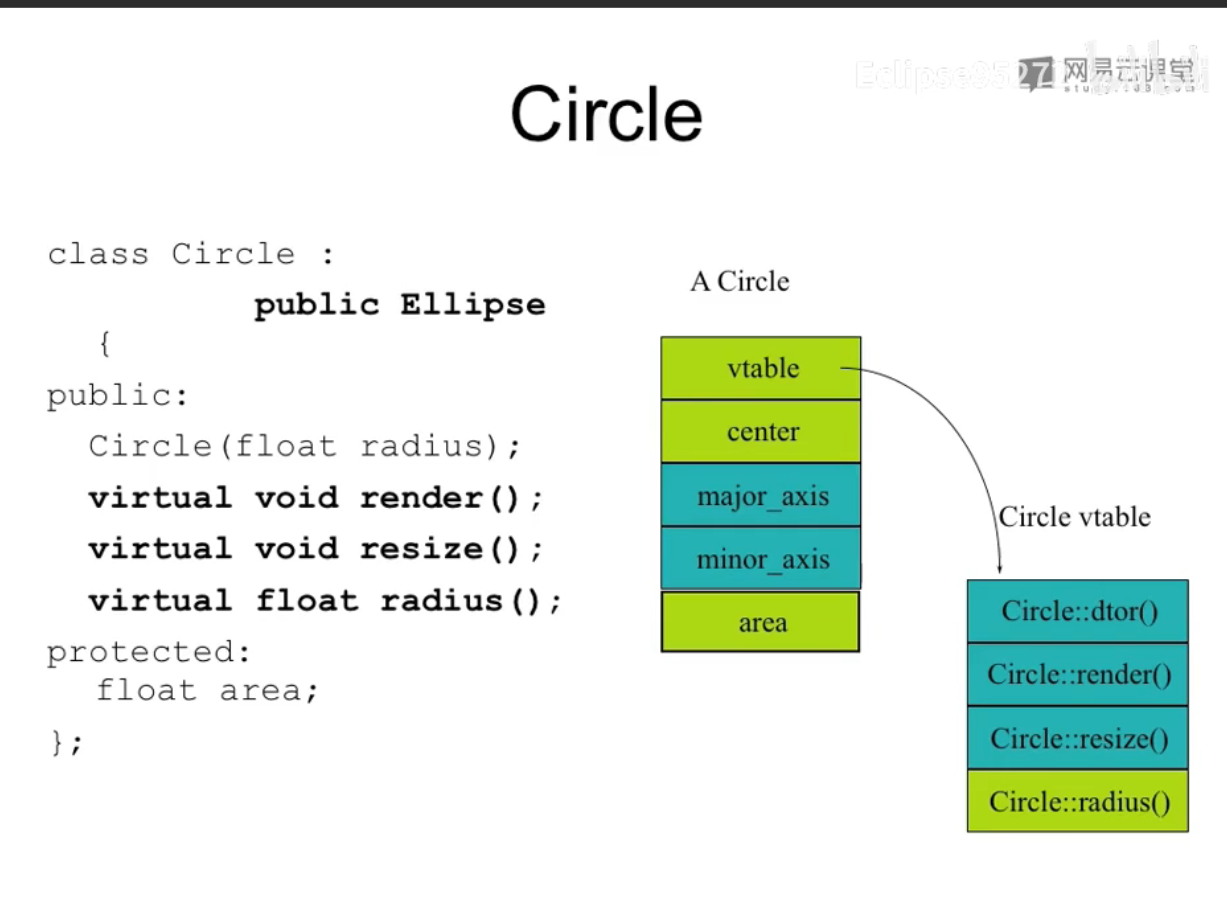 网易云课堂
Circle
class Circle :
public Ellipse
{
public:
Circle(float radius);
virtual void render();
virtual void resize();
virtual float radius();
protected:
float area;
};
A Circle
vtable
center
major_axis
minor_axis
area
Circle vtable
Circle::dtor()
Circle::render()
Circle::resize()
Circle::radius()